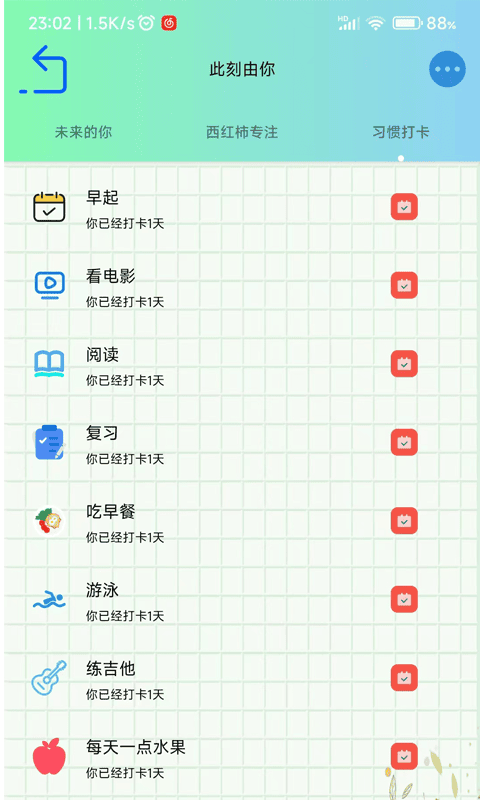 23:02 | 1.5K/s
HD 88%
此刻由你
未来的你 西红柿专注 习惯打卡
早起
你已经打卡1天
看电影
你已经打卡1天
阅读
你已经打卡1天
复习
你已经打卡1天
吃早餐
你已经打卡1天
游泳
你已经打卡1天
练吉他
你已经打卡1天
每天一点水果
你已经打卡1天